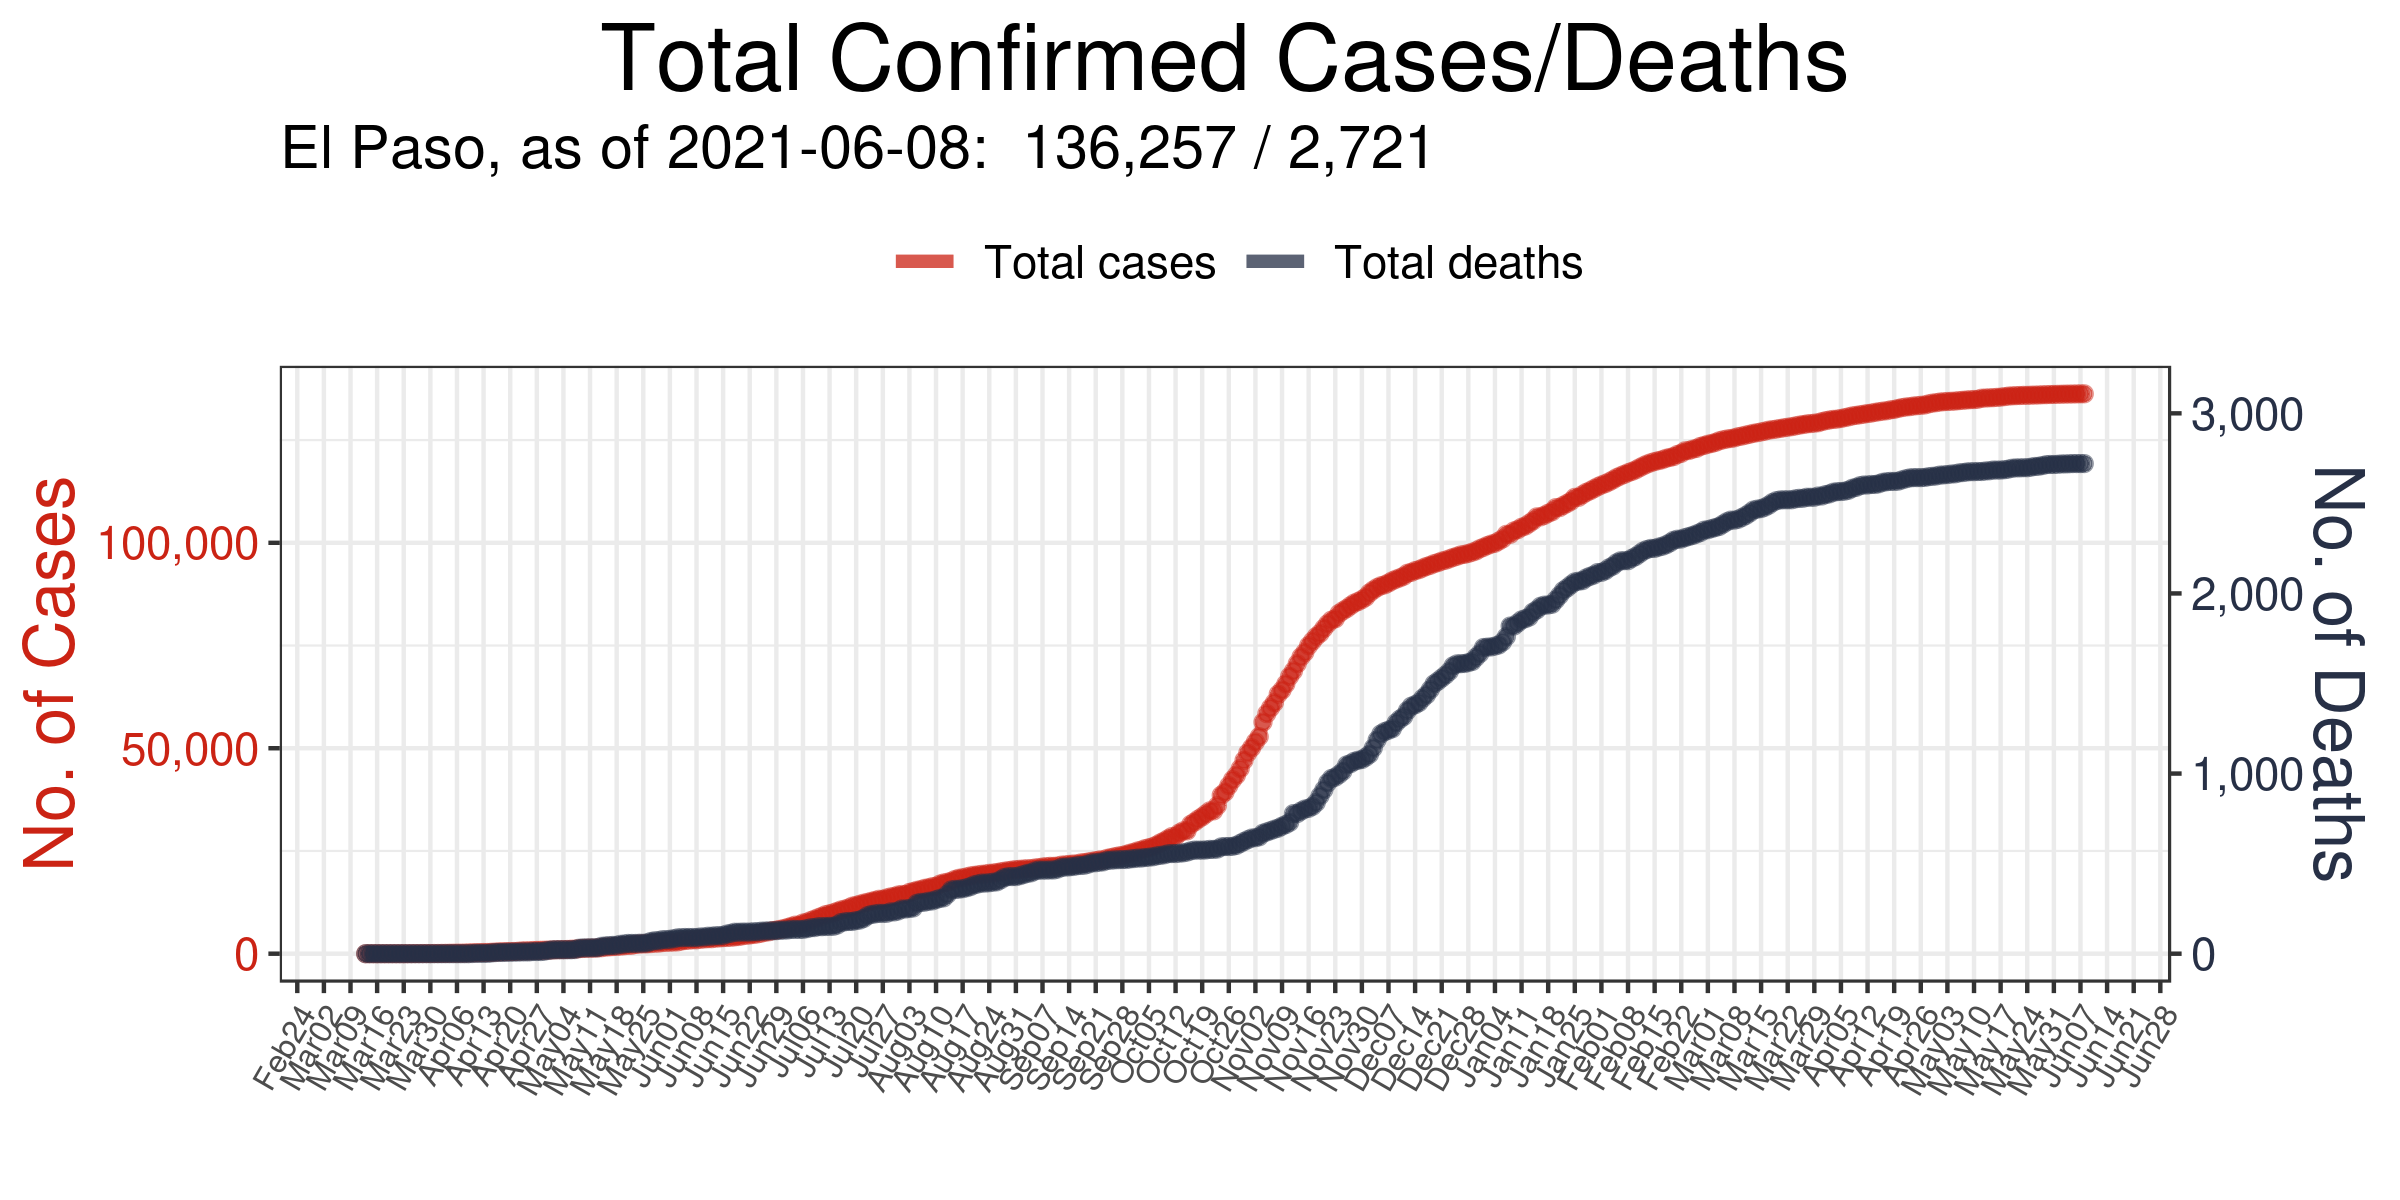 Total Confirmed Cases/Deaths
El Paso, as of 2021-06-08:  136,257 / 2,721
Total cases
Total deaths
No. of Cases
100,000
50,000
0
3,000
2,000
1,000
0
No. of Deaths
Feb24
Mar02
Mar09
Mar16
Mar23
Mar30
Apr06
Apr13
Apr20
Apr27
May04
May11
May18
May25
Jun01
Jun08
Jun15
Jun22
Jun29
Jul06
Jul13
Jul20
Jul27
Aug03
Aug10
Aug17
Aug24
Aug31
Sep07
Sep14
Sep21
Sep28
Oct05
Oct12
Oct19
Oct26
Nov02
Nov09
Nov16
Nov23
Nov30
Dec07
Dec14
Dec21
Dec28
Jan04
Jan11
Jan18
Jan25
Feb01
Feb08
Feb15
Feb22
Mar01
Mar08
Mar15
Mar22
Mar29
Apr05
Apr12
Apr19
Apr26
May03
May10
May17
May24
May31
Jun07
Jun14
Jun21
Jun28